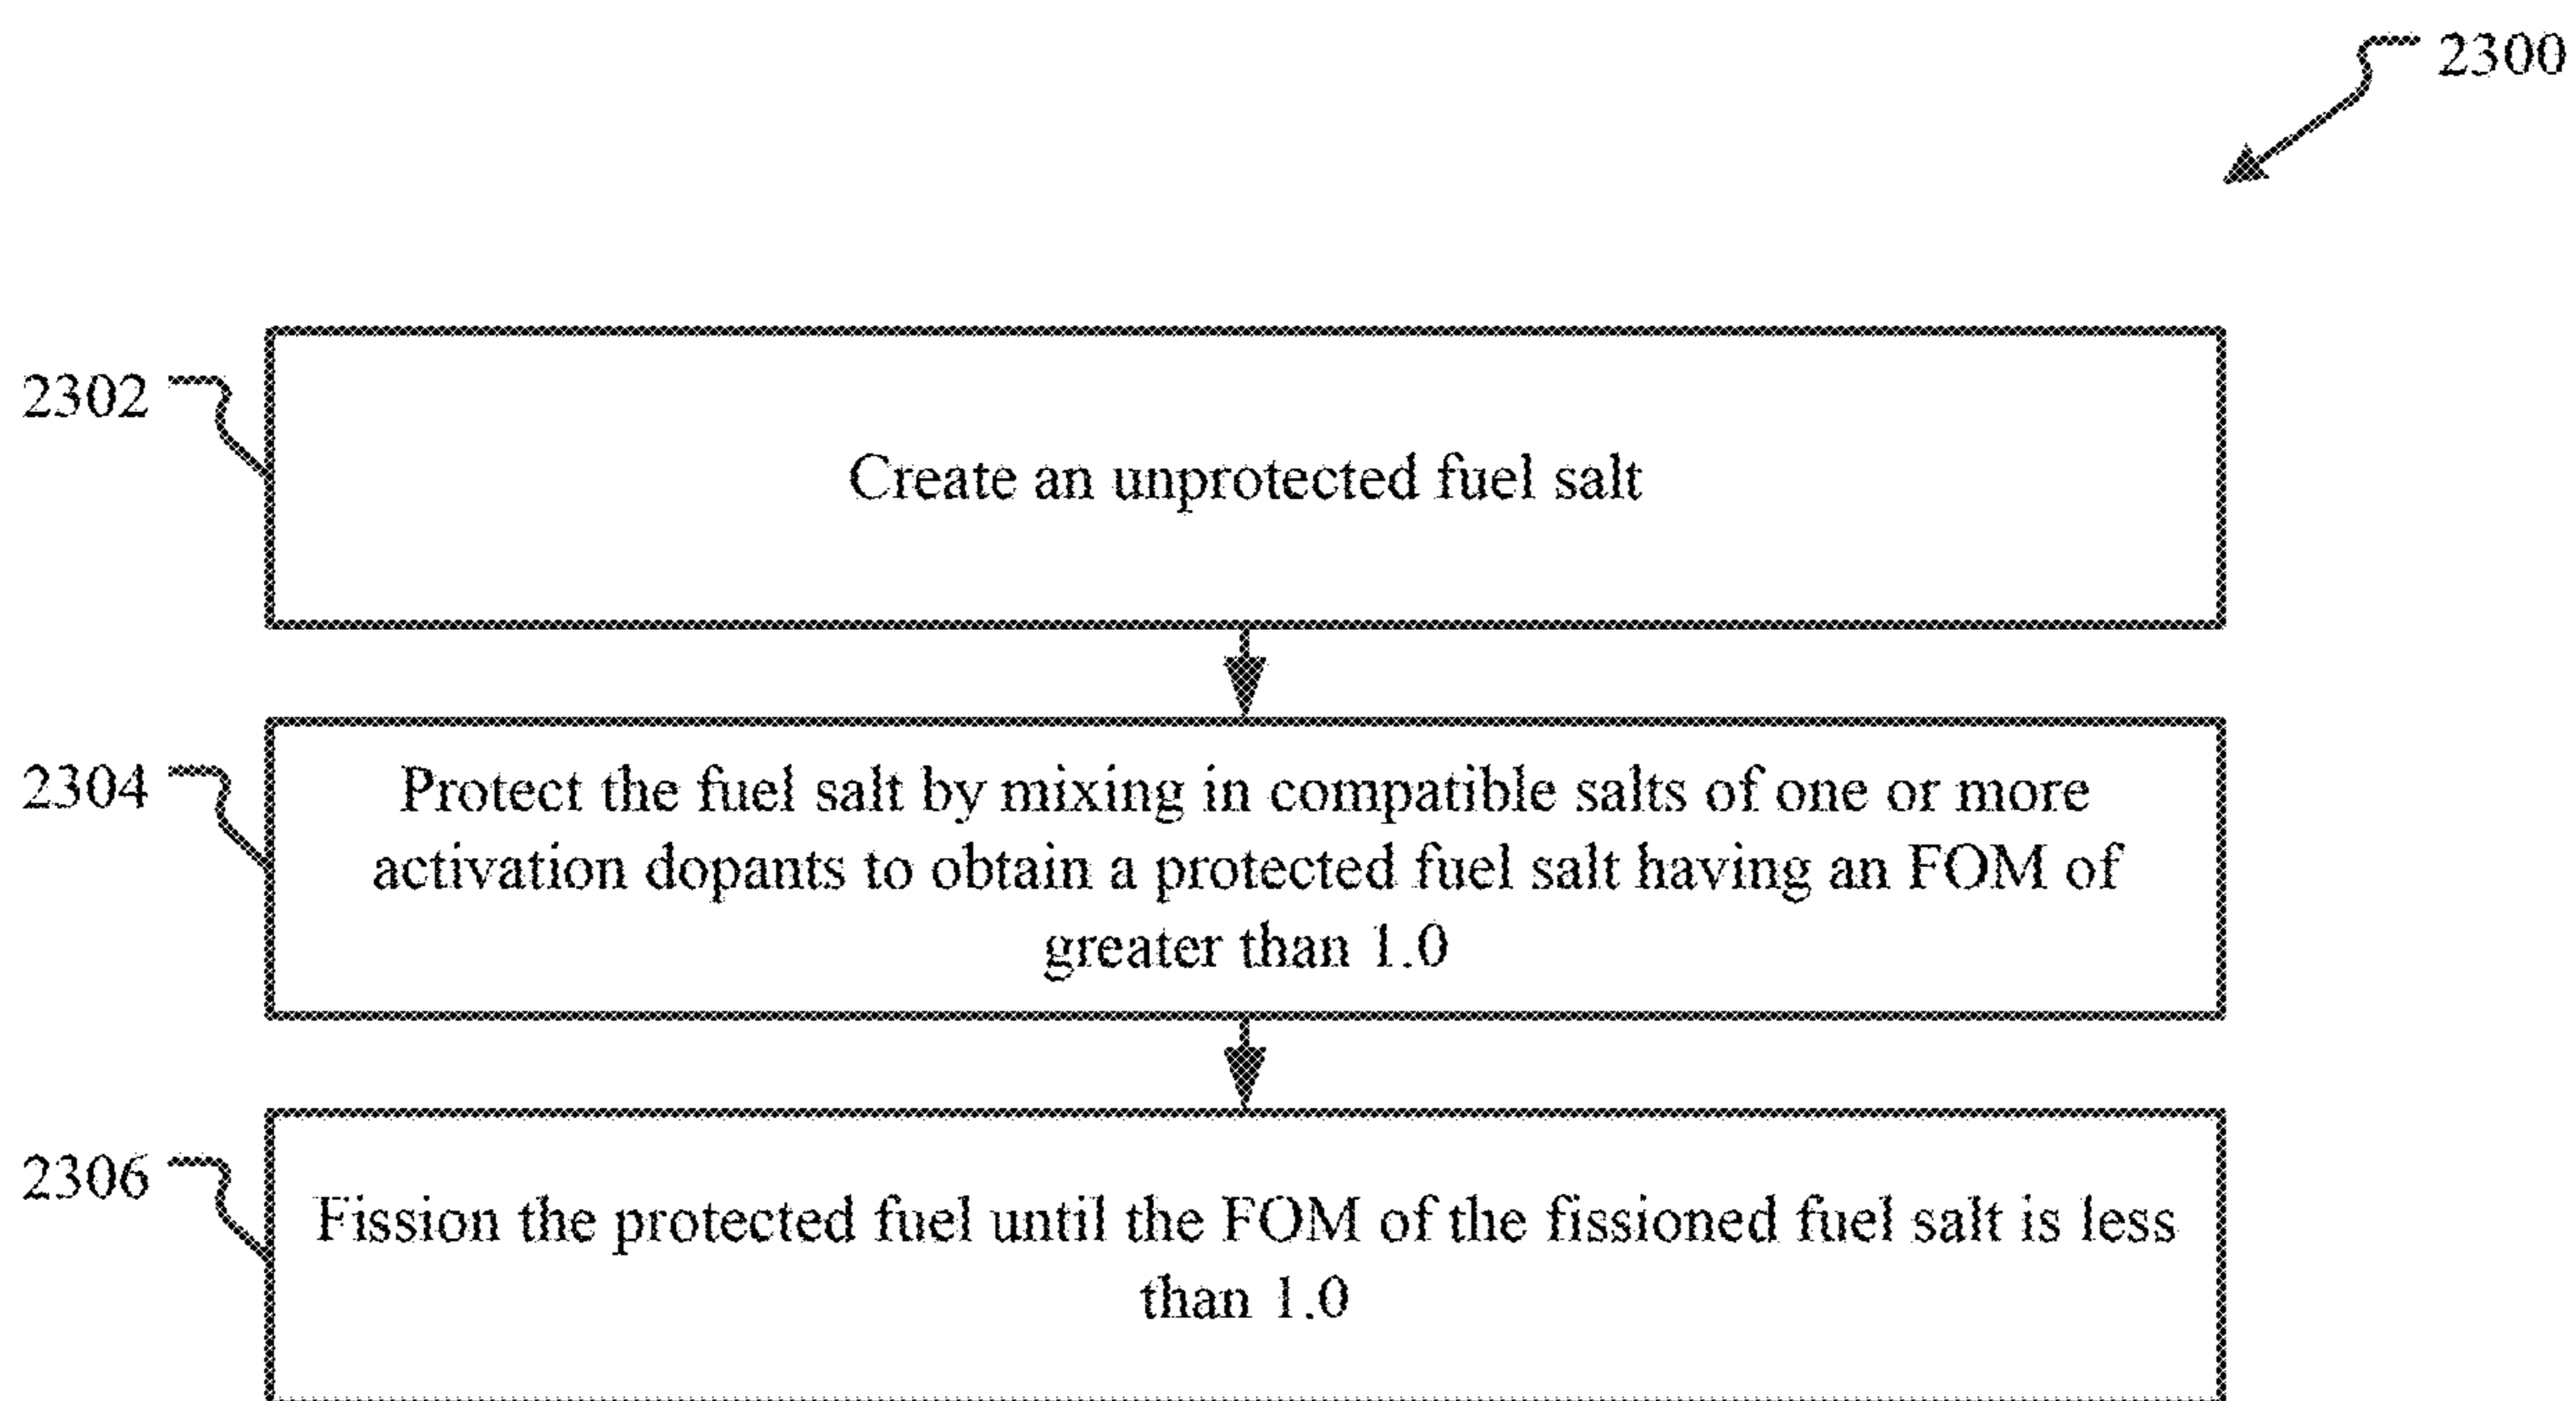 2300
2302
Create an unprotected fuel salt
2304
Protect the fuel salt by mixing in compatible salts of one or more
activation dopants to obtain a protected fuel salt having an FOM of
greater than 1.0
2306
Fission the protected fuel until the FOM of the fissioned fuel salt is less
than 1.0